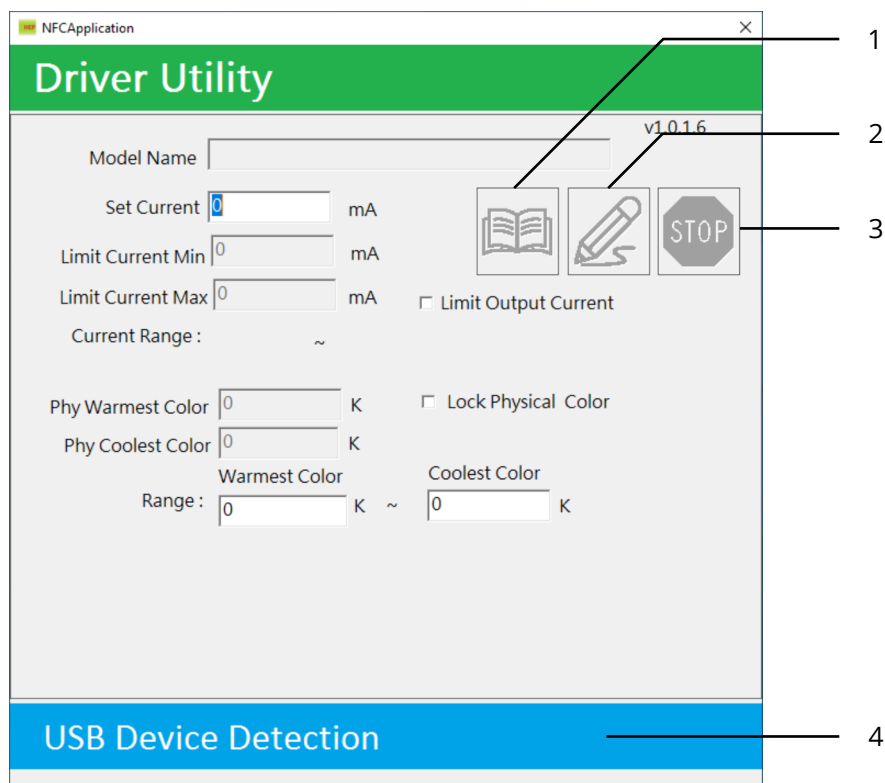 HEP NFCApplication
1
Driver Utility
v1.0.1.6
2
Model Name
Set Current 0 mA
STOP
3
Limit Current Min 0 mA
Limit Current Max 0 mA
Limit Output Current
Current Range : ~
Phy Warmest Color 0 K
Lock Physical Color
Phy Coolest Color 0 K
Warmest Color Coolest Color
Range : 0 K ~ 0 K
USB Device Detection
4